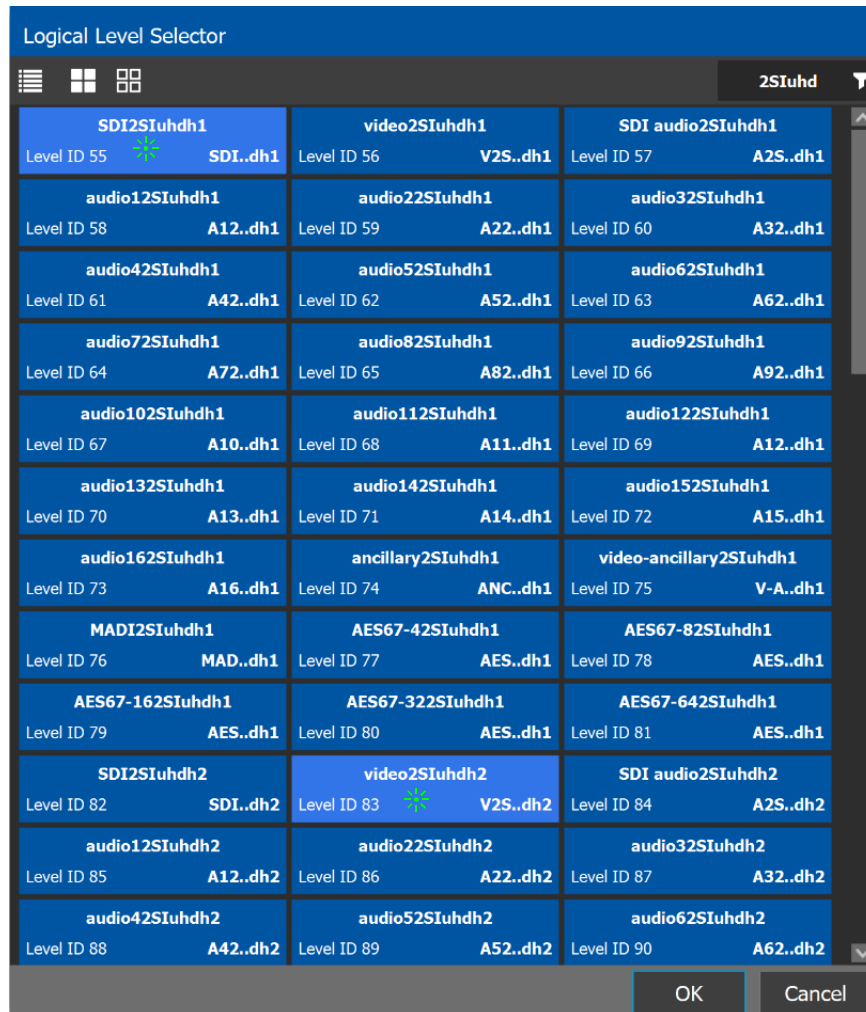 Logical Level Selector
2SIuhd
SDI2SIuhdh1 video2SIuhdh1 SDI audio2SIuhdh1
Level ID 55 SDI..dh1 Level ID 56 V2S..dh1 Level ID 57 A2S..dh1
audio12SIuhdh1 audio22SIuhdh1 audio32SIuhdh1
Level ID 58 A12..dh1 Level ID 59 A22..dh1 Level ID 60 A32..dh1
audio42SIuhdh1 audio52SIuhdh1 audio62SIuhdh1
Level ID 61 A42..dh1 Level ID 62 A52..dh1 Level ID 63 A62..dh1
audio72SIuhdh1 audio82SIuhdh1 audio92SIuhdh1
Level ID 64 A72..dh1 Level ID 65 A82..dh1 Level ID 66 A92..dh1
audio102SIuhdh1 audio112SIuhdh1 audio122SIuhdh1
Level ID 67 A10..dh1 Level ID 68 A11..dh1 Level ID 69 A12..dh1
audio132SIuhdh1 audio142SIuhdh1 audio152SIuhdh1
Level ID 70 A13..dh1 Level ID 71 A14..dh1 Level ID 72 A15..dh1
audio162SIuhdh1 ancillary2SIuhdh1 video-ancillary2SIuhdh1
Level ID 73 A16..dh1 Level ID 74 ANC..dh1 Level ID 75 V-A..dh1
MADI2SIuhdh1 AES67-42SIuhdh1 AES67-82SIuhdh1
Level ID 76 MAD..dh1 Level ID 77 AES..dh1 Level ID 78 AES..dh1
AES67-162SIuhdh1 AES67-322SIuhdh1 AES67-642SIuhdh1
Level ID 79 AES..dh1 Level ID 80 AES..dh1 Level ID 81 AES..dh1
SDI2SIuhdh2 video2SIuhdh2 SDI audio2SIuhdh2
Level ID 82 SDI..dh2 Level ID 83 V2S..dh2 Level ID 84 A2S..dh2
audio12SIuhdh2 audio22SIuhdh2 audio32SIuhdh2
Level ID 85 A12..dh2 Level ID 86 A22..dh2 Level ID 87 A32..dh2
audio42SIuhdh2 audio52SIuhdh2 audio62SIuhdh2
Level ID 88 A42..dh2 Level ID 89 A52..dh2 Level ID 90 A62..dh2
OK Cancel